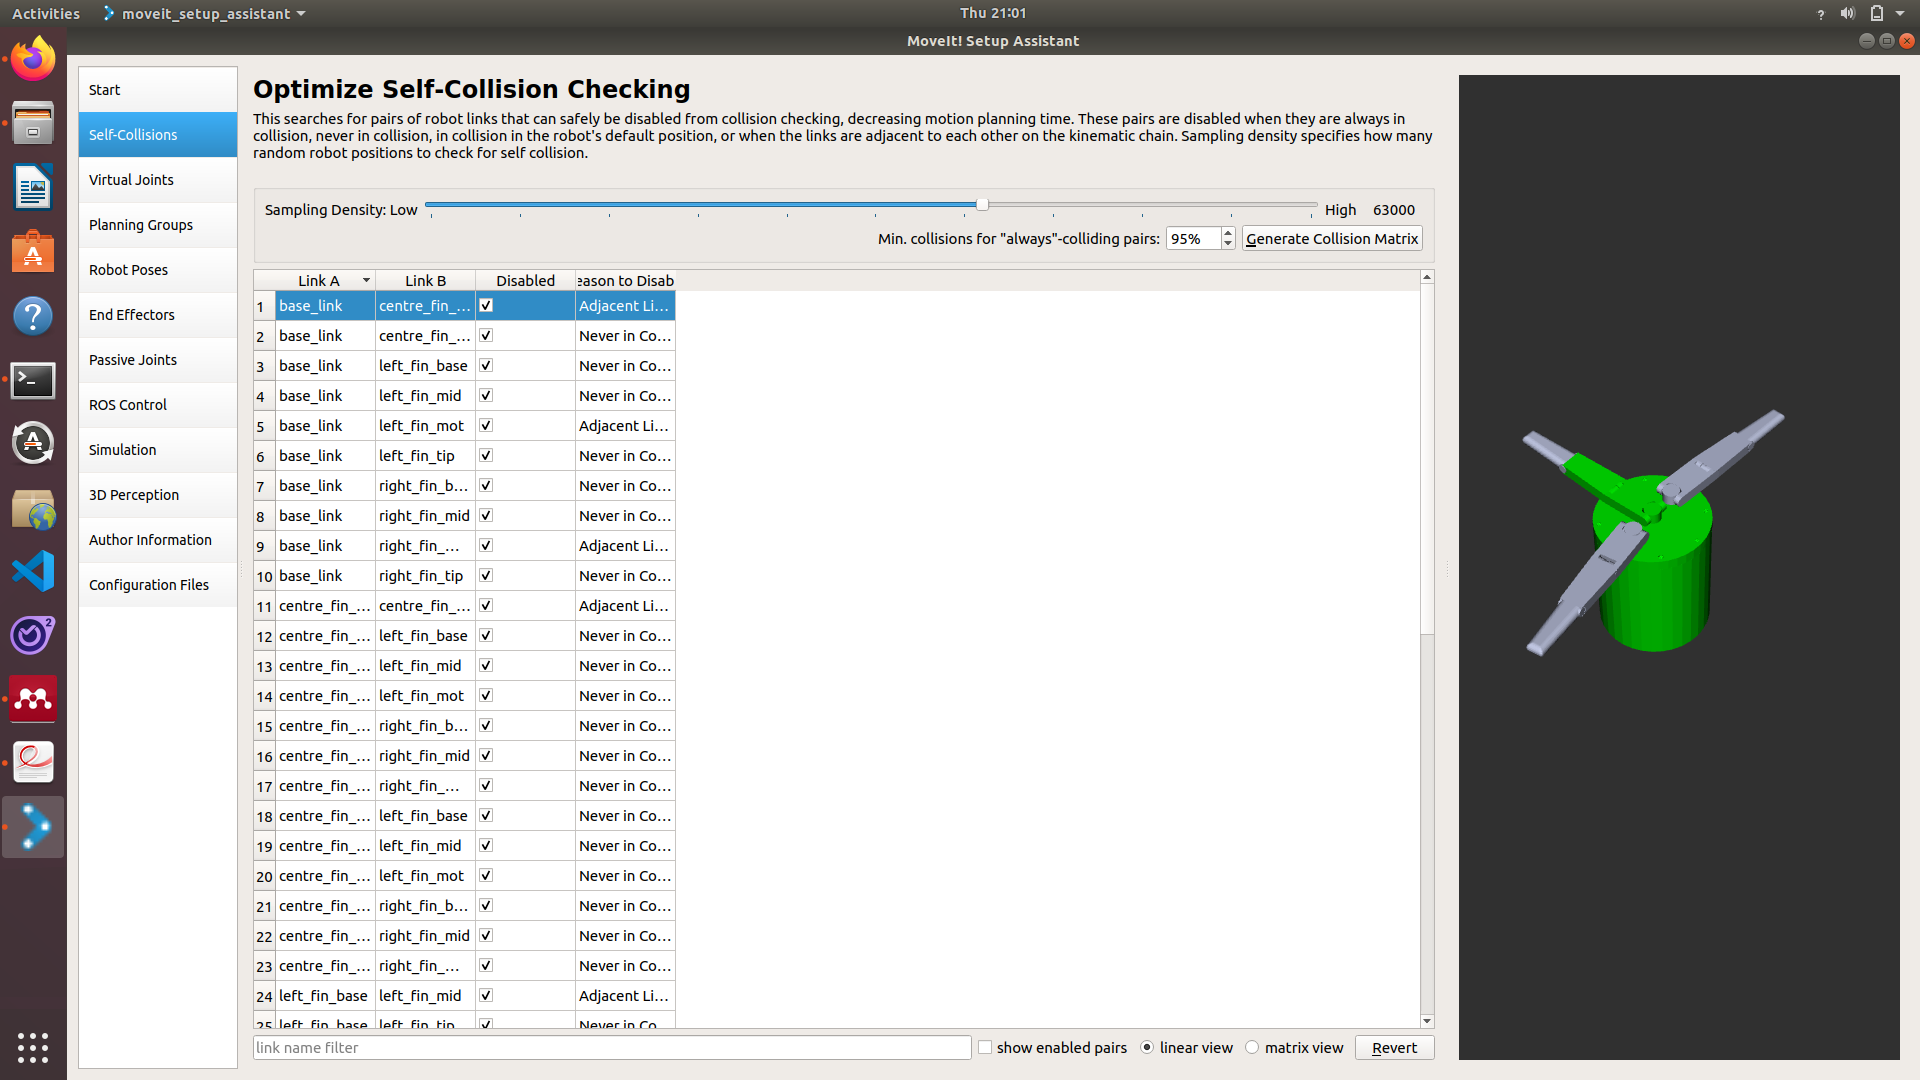 Activities moveit_setup_assistant Thu 21:01 ?
MoveIt! Setup Assistant
Start
Self-Collisions
Virtual Joints
Planning Groups
Robot Poses
End Effectors
Passive Joints
ROS Control
Simulation
3D Perception
Author Information
Configuration Files
Optimize Self-Collision Checking
This searches for pairs of robot links that can safely be disabled from collision checking, decreasing motion planning time. These pairs are disabled when they are always in
collision, never in collision, in collision in the robot's default position, or when the links are adjacent to each other on the kinematic chain. Sampling density specifies how many
random robot positions to check for self collision.
Sampling Density: Low High 63000
Min. collisions for "always"-colliding pairs: 95% Generate Collision Matrix
Link A Link B Disabled eason to Disab
1 base_link centre_fin_... Adjacent Li...
2 base_link centre_fin_... Never in Co...
3 base_link left_fin_base Never in Co...
4 base_link left_fin_mid Never in Co...
5 base_link left_fin_mot Adjacent Li...
6 base_link left_fin_tip Never in Co...
7 base_link right_fin_b... Never in Co...
8 base_link right_fin_mid Never in Co...
9 base_link right_fin_... Adjacent Li...
10 base_link right_fin_tip Never in Co...
11 centre_fin_... centre_fin_... Adjacent Li...
12 centre_fin_... left_fin_base Never in Co...
13 centre_fin_... left_fin_mid Never in Co...
14 centre_fin_... left_fin_mot Never in Co...
15 centre_fin_... right_fin_b... Never in Co...
16 centre_fin_... right_fin_mid Never in Co...
17 centre_fin_... right_fin_... Never in Co...
18 centre_fin_... left_fin_base Never in Co...
19 centre_fin_... left_fin_mid Never in Co...
20 centre_fin_... left_fin_mot Never in Co...
21 centre_fin_... right_fin_b... Never in Co...
22 centre_fin_... right_fin_mid Never in Co...
23 centre_fin_... right_fin_... Never in Co...
24 left_fin_base left_fin_mid Adjacent Li...
25 left_fin_base left_fin_tip Never in Co
link name filter show enabled pairs linear view matrix view Revert